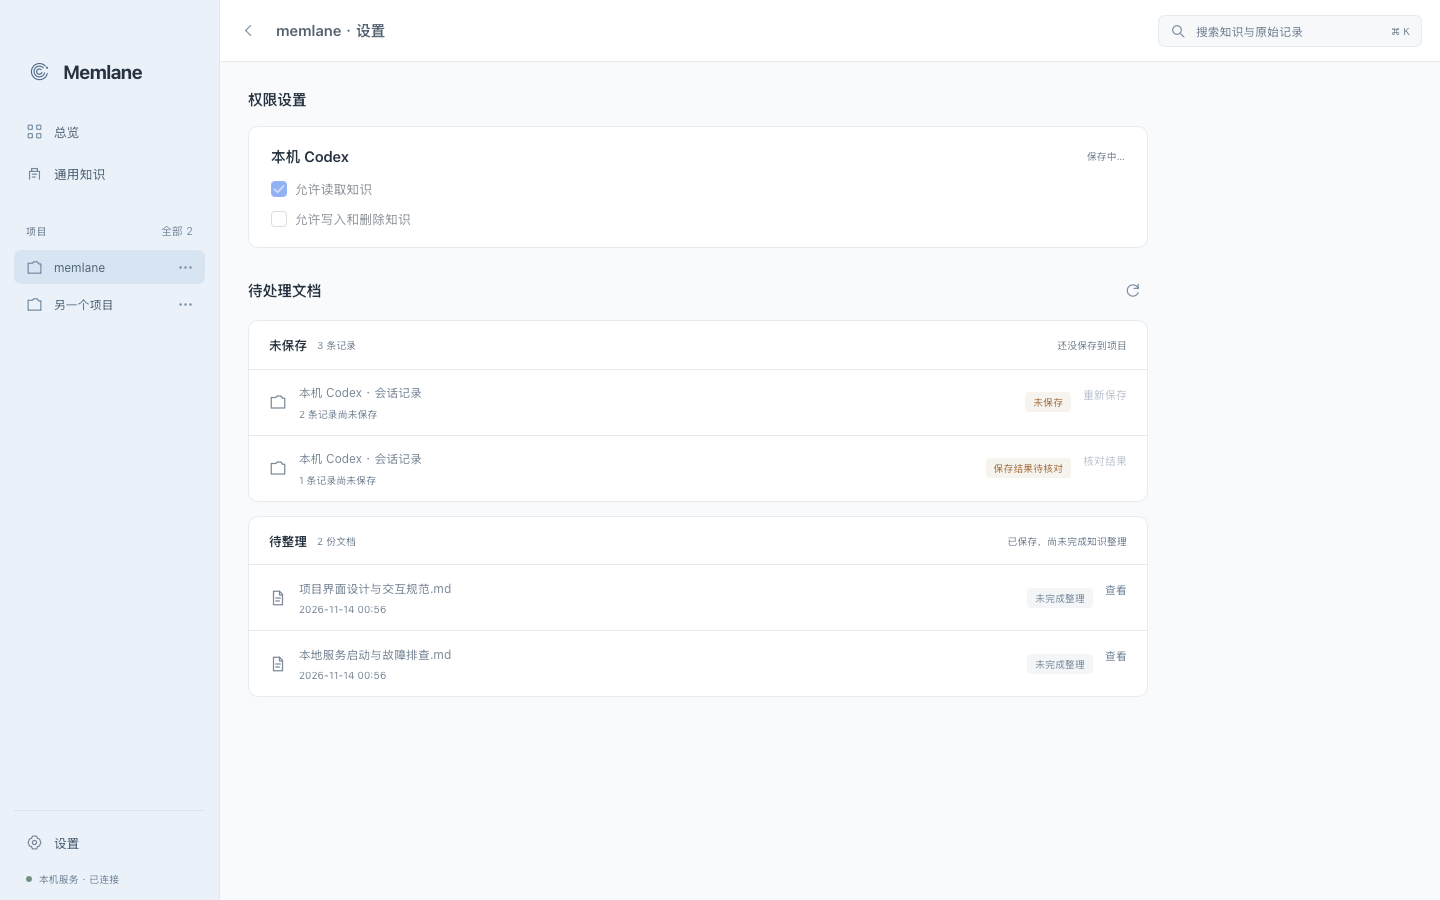 Memlane
总览
通用知识
项目
全部 2
memlane
另一个项目
设置
本机服务 · 已连接
memlane · 设置
搜索知识与原始记录
⌘ K
权限设置
本机 Codex
保存中...
允许读取知识
允许写入和删除知识
待处理文档
未保存
3 条记录
还没保存到项目
本机 Codex · 会话记录
2 条记录尚未保存
未保存
重新保存
本机 Codex · 会话记录
1 条记录尚未保存
保存结果待核对
核对结果
待整理
2 份文档
已保存，尚未完成知识整理
项目界面设计与交互规范.md
2026-11-14 00:56
未完成整理
查看
本地服务启动与故障排查.md
2026-11-14 00:56
未完成整理
查看